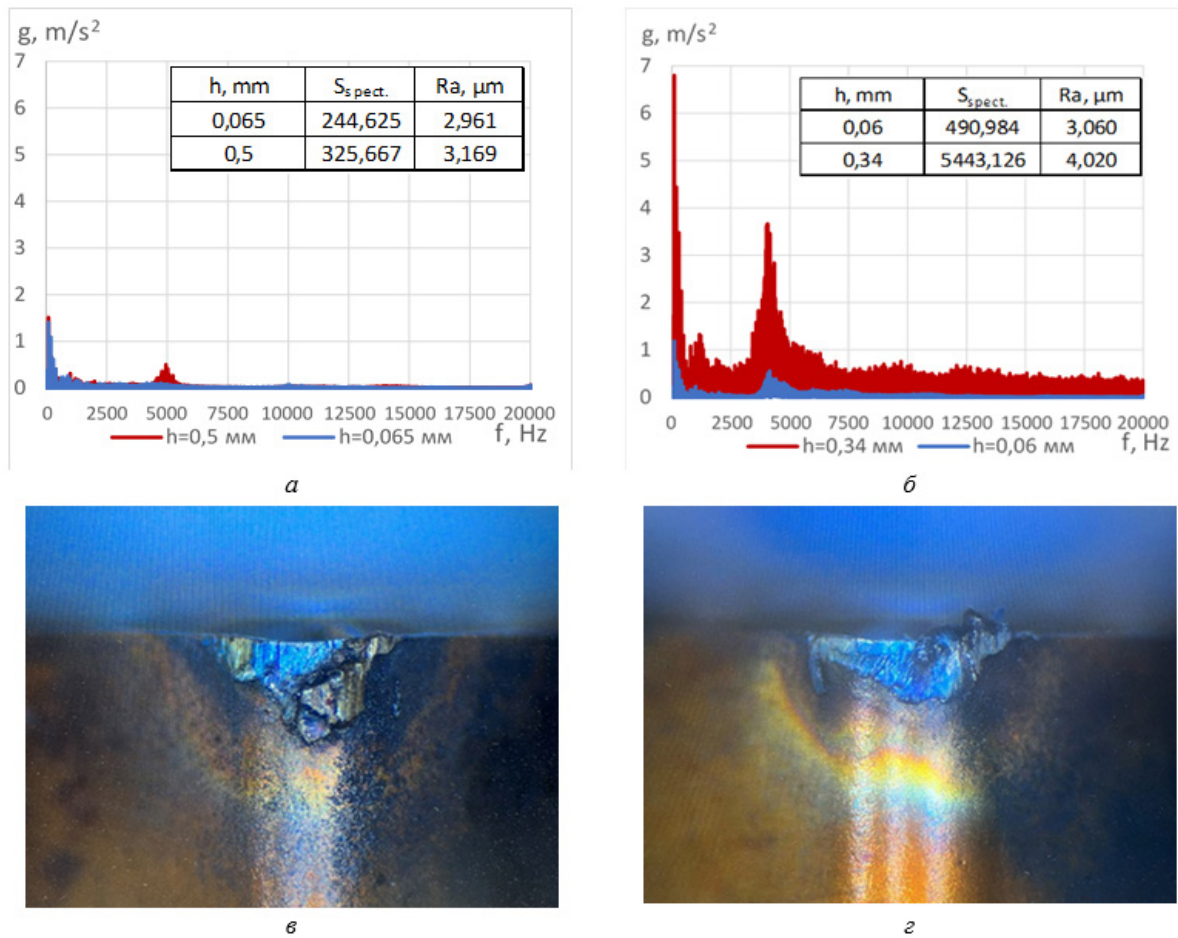 g, m/s²
7
6
5
4
3
2
1
0
h, mm S spect. Ra, µm
0,065 244,625 2,961
0,5 325,667 3,169
0 2500 5000 7500 10000 12500 15000 17500 20000
h=0,5 мм h=0,065 мм f, Hz
а
g, m/s²
7
6
5
4
3
2
1
0
h, mm S spect. Ra, µm
0,06 490,984 3,060
0,34 5443,126 4,020
0 2500 5000 7500 10000 12500 15000 17500 20000
h=0,34 мм h=0,06 мм f, Hz
б
в
г